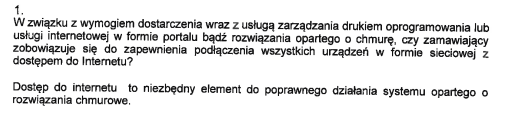 1.
W związku z wymogiem dostarczenia wraz z usługą zarządzania drukiem oprogramowania lub
usługi internetowej w formie portalu bądź rozwiązania opartego o chmurę, czy zamawiający
zobowiązuje się do zapewnienia podłączenia wszystkich urządzeń w formie sieciowej z
dostępem do Internetu?
Dostęp do internetu to niezbędny element do poprawnego działania systemu opartego o
rozwiązania chmurowe.